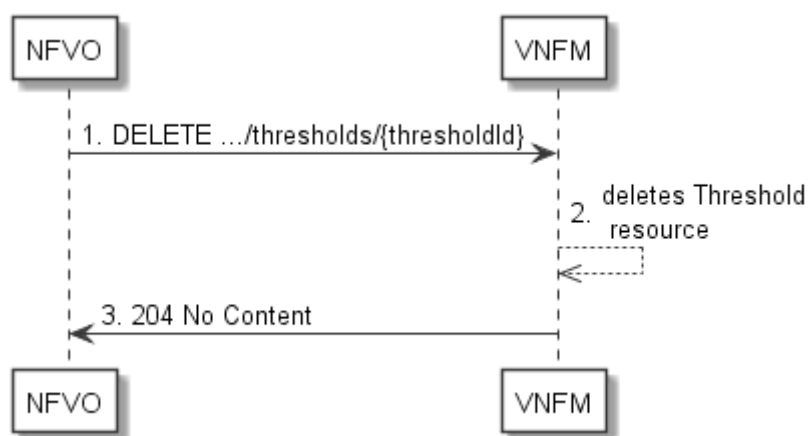 NFVO
VNFM
1. DELETE .../thresholds/{thresholdId}
2. deletes Threshold
resource
3. 204 No Content
NFVO
VNFM